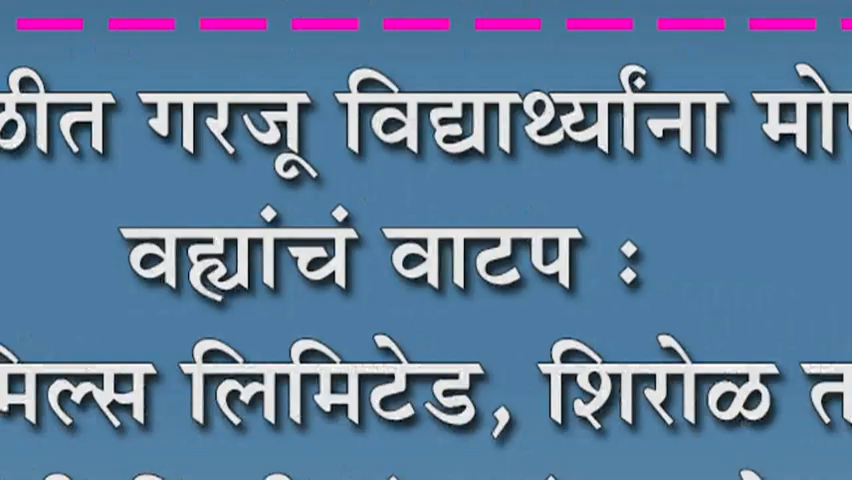 गरजू विद्यार्थ्यांना
वह्यांचं वाटप :
मिल्स लिमिटेड, शिरोळ